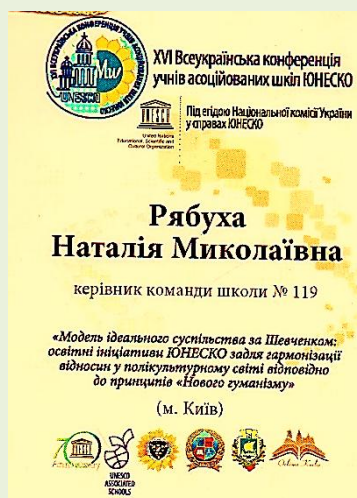 XVI Всеукраїнська конференція
учнів асоційованих шкіл ЮНЕСКО
UNESCO
United Nations
Educational, Scientific and
Cultural Organization
Під егідою Національної комісії України
у справах ЮНЕСКО
Рябуха
Наталія Миколаївна
керівник команди школи № 119
«Модель ідеального суспільства за Шевченком:
освітні ініціативи ЮНЕСКО задля гармонізації
відносин у полікультурному світі відповідно
до принципів «Нового гуманізму»
(м. Київ)
UNESCO
ASSOCIATED
SCHOOLS